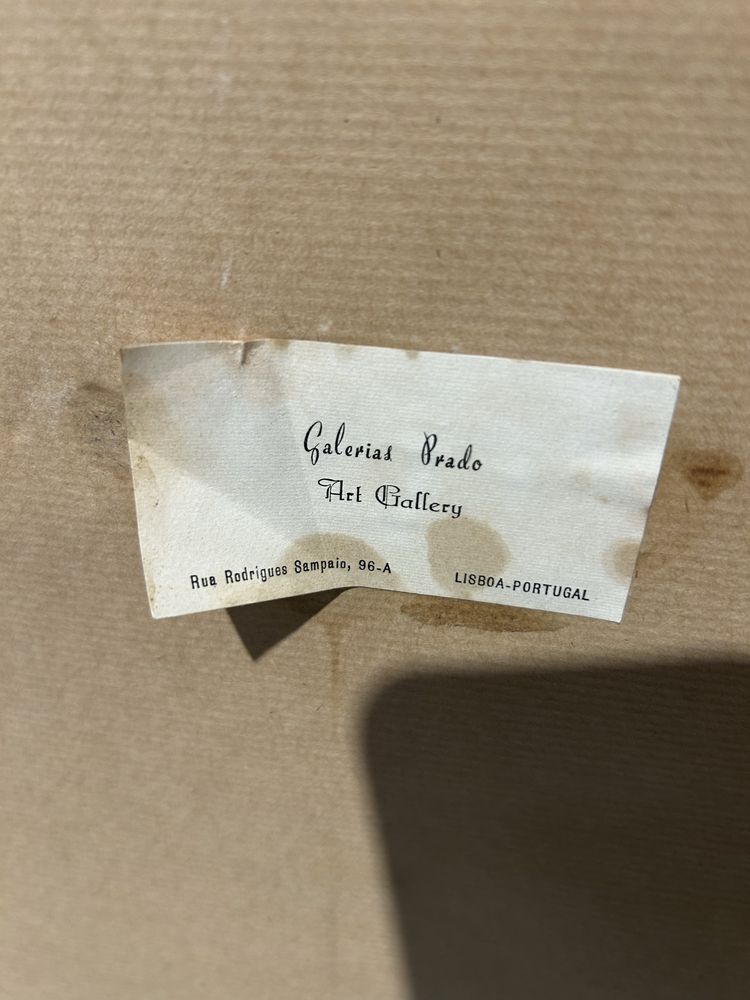 Galerias Prado
Art Gallery
Rua Rodrigues Sampaio, 96-A LISBOA-PORTUGAL